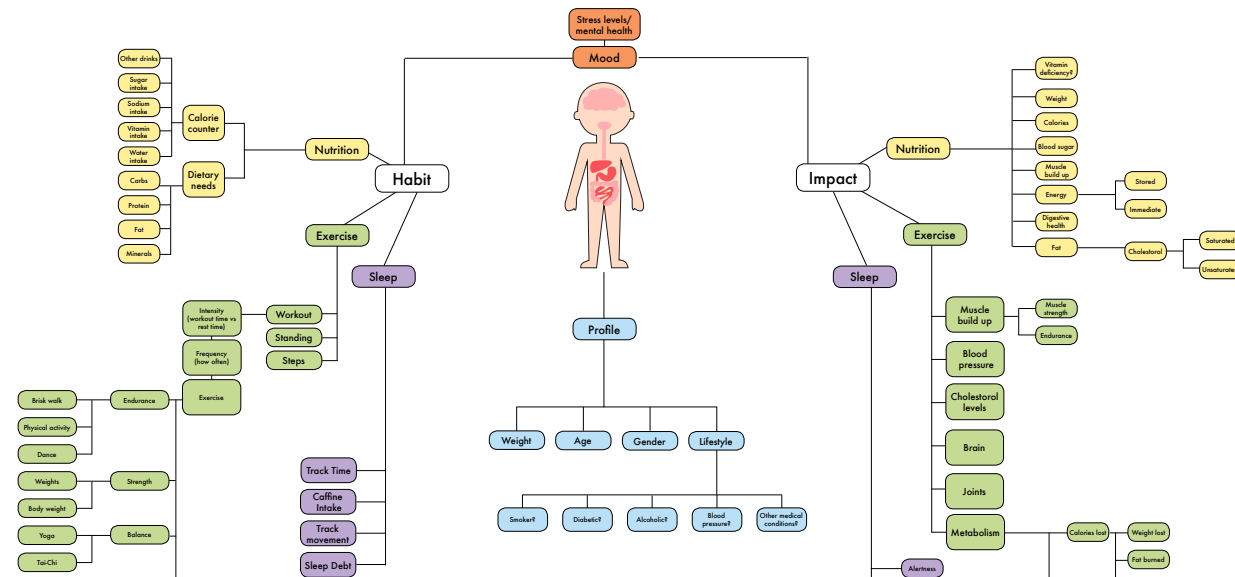 Stress levels/
mental health
Mood
Other drinks
Sugar
intake
Sodium
intake
Vitamin
intake
Water
intake
Calorie
counter
Carbs
Protein
Fat
Minerals
Dietary
needs
Nutrition
Habit
Exercise
Sleep
Workout
Standing
Steps
Intensity
(workout time vs
rest time)
Frequency
(how often)
Exercise
Endurance
Brisk walk
Physical activity
Dance
Strength
Weights
Body weight
Balance
Yoga
Tai-Chi
Track Time
Caffine
Intake
Track
movement
Sleep Debt
Profile
Weight
Age
Gender
Lifestyle
Smoker?
Diabetic?
Alcoholic?
Blood
pressure?
Other medical
conditions?
Impact
Nutrition
Vitamin
deficiency?
Weight
Calories
Blood sugar
Muscle
build up
Energy
Stored
Immediate
Digestive
health
Fat
Cholestorol
Saturated
Unsaturate
Exercise
Sleep
Muscle
build up
Muscle
strength
Endurance
Blood
pressure
Cholestorol
levels
Brain
Joints
Metabolism
Calories lost
Weight lost
Fat burned
Alertness